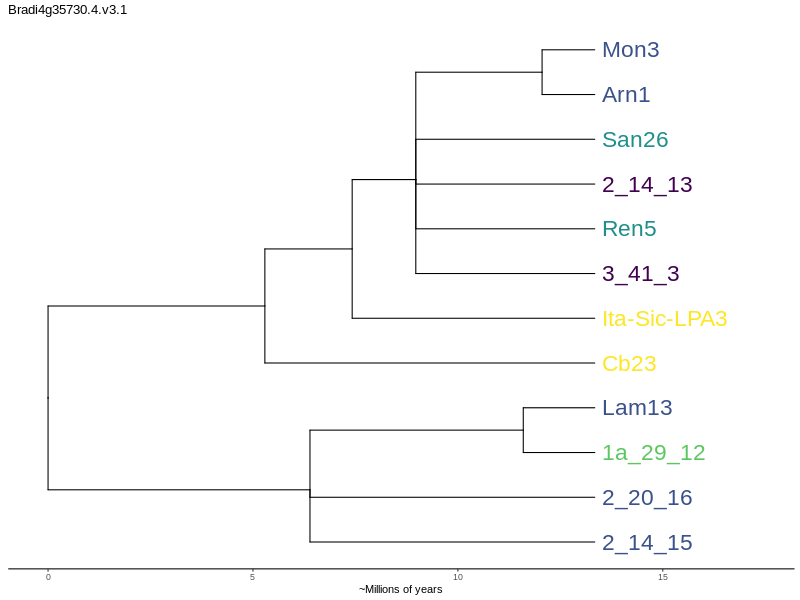 Bradi4g35730.4.v3.1
Mon3
Arn1
San26
2_14_13
Ren5
3_41_3
Ita-Sic-LPA3
Cb23
Lam13
1a_29_12
2_20_16
2_14_15
0 5 10 15
~Millions of years